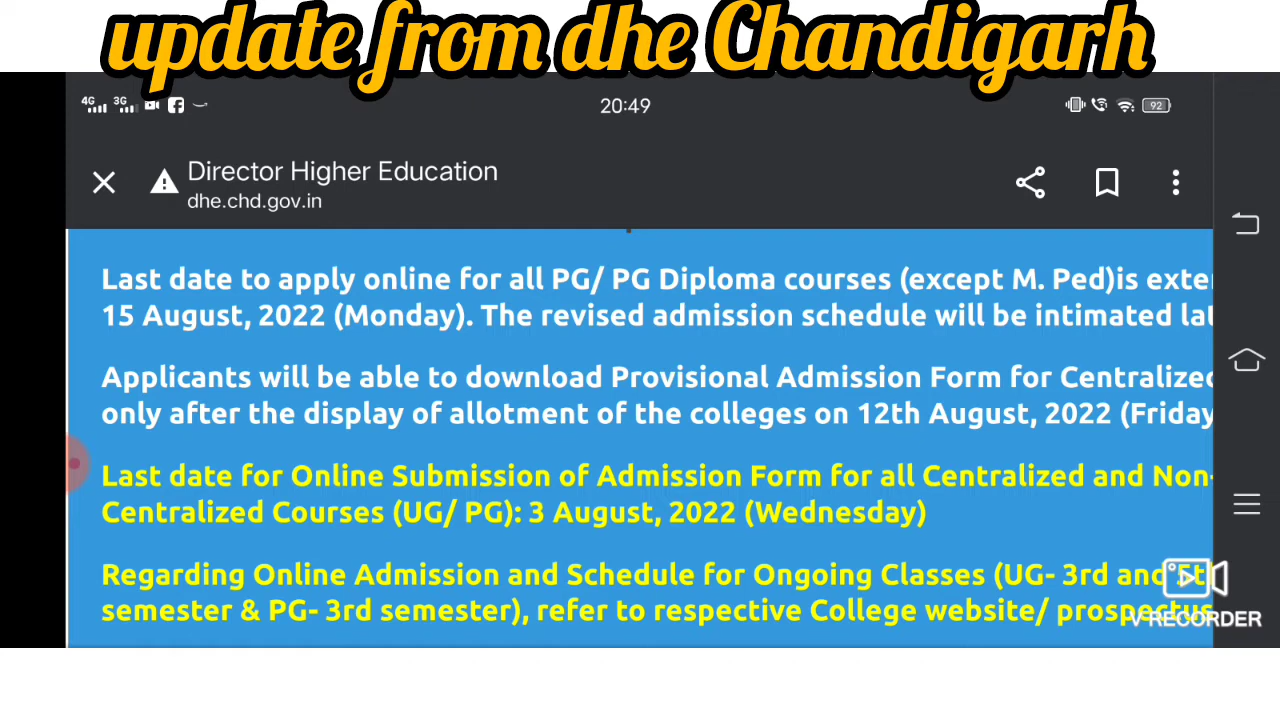 update from dhe Chandigarh
4G 3G 20:49 92
Director Higher Education
dhe.chd.gov.in
Last date to apply online for all PG/ PG Diploma courses (except M. Ped)is exte
15 August, 2022 (Monday). The revised admission schedule will be intimated la
Applicants will be able to download Provisional Admission Form for Centralized
only after the display of allotment of the colleges on 12th August, 2022 (Friday
Last date for Online Submission of Admission Form for all Centralized and Non-
Centralized Courses (UG/ PG): 3 August, 2022 (Wednesday)
Regarding Online Admission and Schedule for Ongoing Classes (UG- 3rd and 5t
semester & PG- 3rd semester), refer to respective College website/ prospectus
V RECORDER